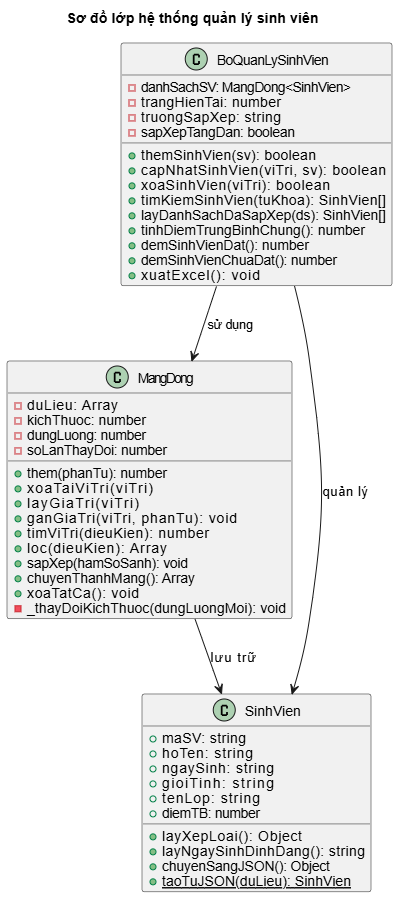 Sơ đồ lớp hệ thống quản lý sinh viên
C BoQuanLySinhVien
danhSachSV: MangDong<SinhVien>
trangHienTai: number
truongSapXep: string
sapXepTangDan: boolean
themSinhVien(sv): boolean
capNhatSinhVien(viTri, sv): boolean
xoaSinhVien(viTri): boolean
timKiemSinhVien(tuKhoa): SinhVien[]
layDanhSachDaSapXep(ds): SinhVien[]
tinhDiemTrungBinhChung(): number
demSinhVienDat(): number
demSinhVienChuaDat(): number
xuatExcel(): void
sử dụng
C MangDong
duLieu: Array
kichThuoc: number
dungLuong: number
soLanThayDoi: number
them(phanTu): number
xoaTaiViTri(viTri)
layGiaTri(viTri)
ganGiaTri(viTri, phanTu): void
timViTri(dieuKien): number
loc(dieuKien): Array
sapXep(hamSoSanh): void
chuyenThanhMang(): Array
xoaTatCa(): void
_thayDoiKichThuoc(dungLuongMoi): void
quản lý
lưu trữ
C SinhVien
maSV: string
hoTen: string
ngaySinh: string
gioiTinh: string
tenLop: string
diemTB: number
layXepLoai(): Object
layNgaySinhDinhDang(): string
chuyenSangJSON(): Object
taoTuJSON(duLieu): SinhVien